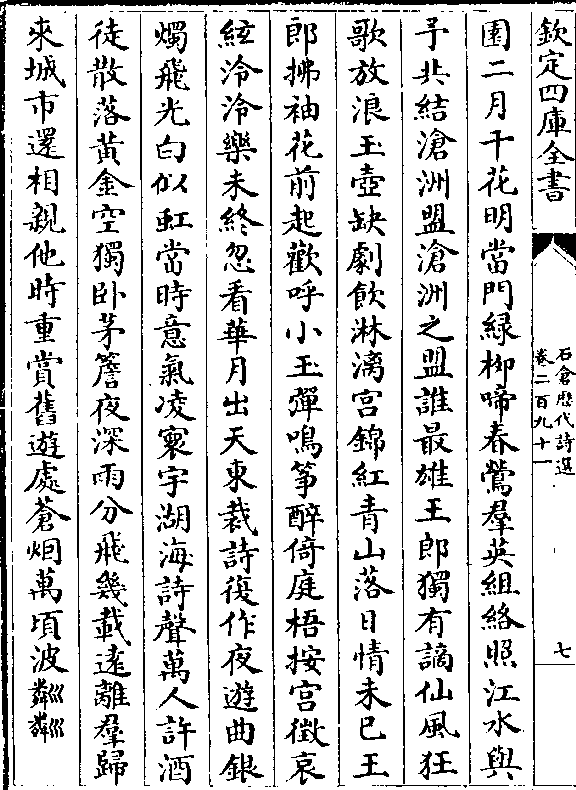 欽定四庫全書
石倉歷代詩選
卷二百九十一
七
園二月千花明當門綠柳啼春鶯羣英組絡照江水與
予共結滄洲盟滄洲之盟誰最雄王郎獨有謫仙風狂
歌放浪玉壺缺劇飲淋漓宮錦紅青山落日情未已王
郎拂袖花前起歡呼小玉彈鳴箏醉倚庭梧按宮徵哀
絃泠泠樂未終忽看華月出天東裁詩復作夜遊曲銀
燭飛光白似虹當時意氣凌寰宇湖海詩聲萬人許酒
徒散落黃金空獨臥茅簷夜深雨分飛幾載遠離羣歸
來城市還相親他時重賞舊遊處蒼烟萬頃波粼粼